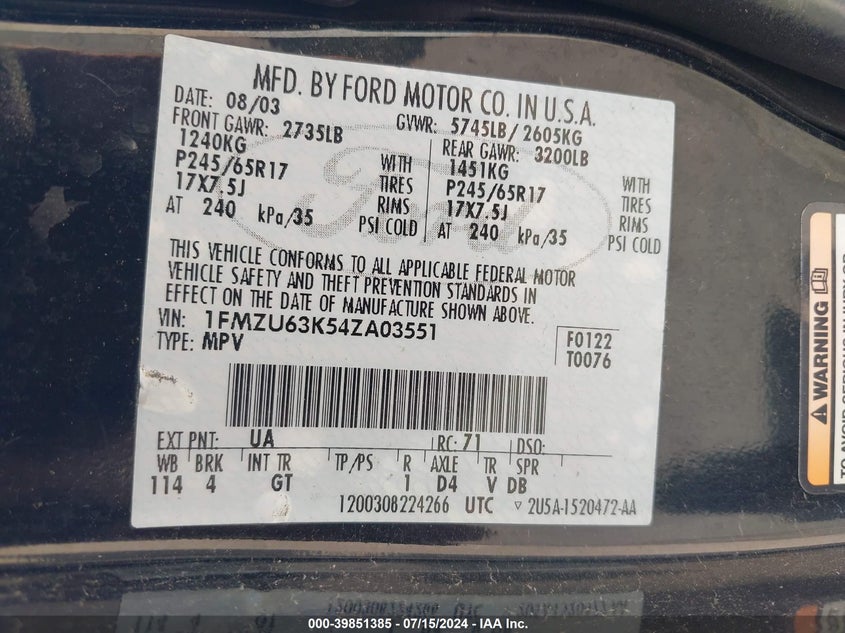 MFD. BY FORD MOTOR CO. IN U.S.A.
DATE: 08/03 GVWR: 5745LB/2605KG
FRONT GAWR: 2735LB REAR GAWR: 3200LB
1240KG WITH 1451KG WITH
P245/65R17 TIRES P245/65R17 TIRES
17X7.5J RIMS 17X7.5J RIMS
AT 240 kPa/35 PSI COLD AT 240 kPa/35 PSI COLD
Ford
THIS VEHICLE CONFORMS TO ALL APPLICABLE FEDERAL MOTOR
VEHICLE SAFETY AND THEFT PREVENTION STANDARDS IN
EFFECT ON THE DATE OF MANUFACTURE SHOWN ABOVE.
VIN: 1FMZU63K54ZA03551 F0122
TYPE: MPV T0076
EXT PNT: UA RC: 71 DSO:
WB BRK INT TR TP/PS R AXLE TR SPR
114 4 GT 1 D4 V DB
1200308224266 UTC ▽ 2U5A-1520472-AA
WARNING
000-39851385 - 07/15/2024 - IAA Inc.